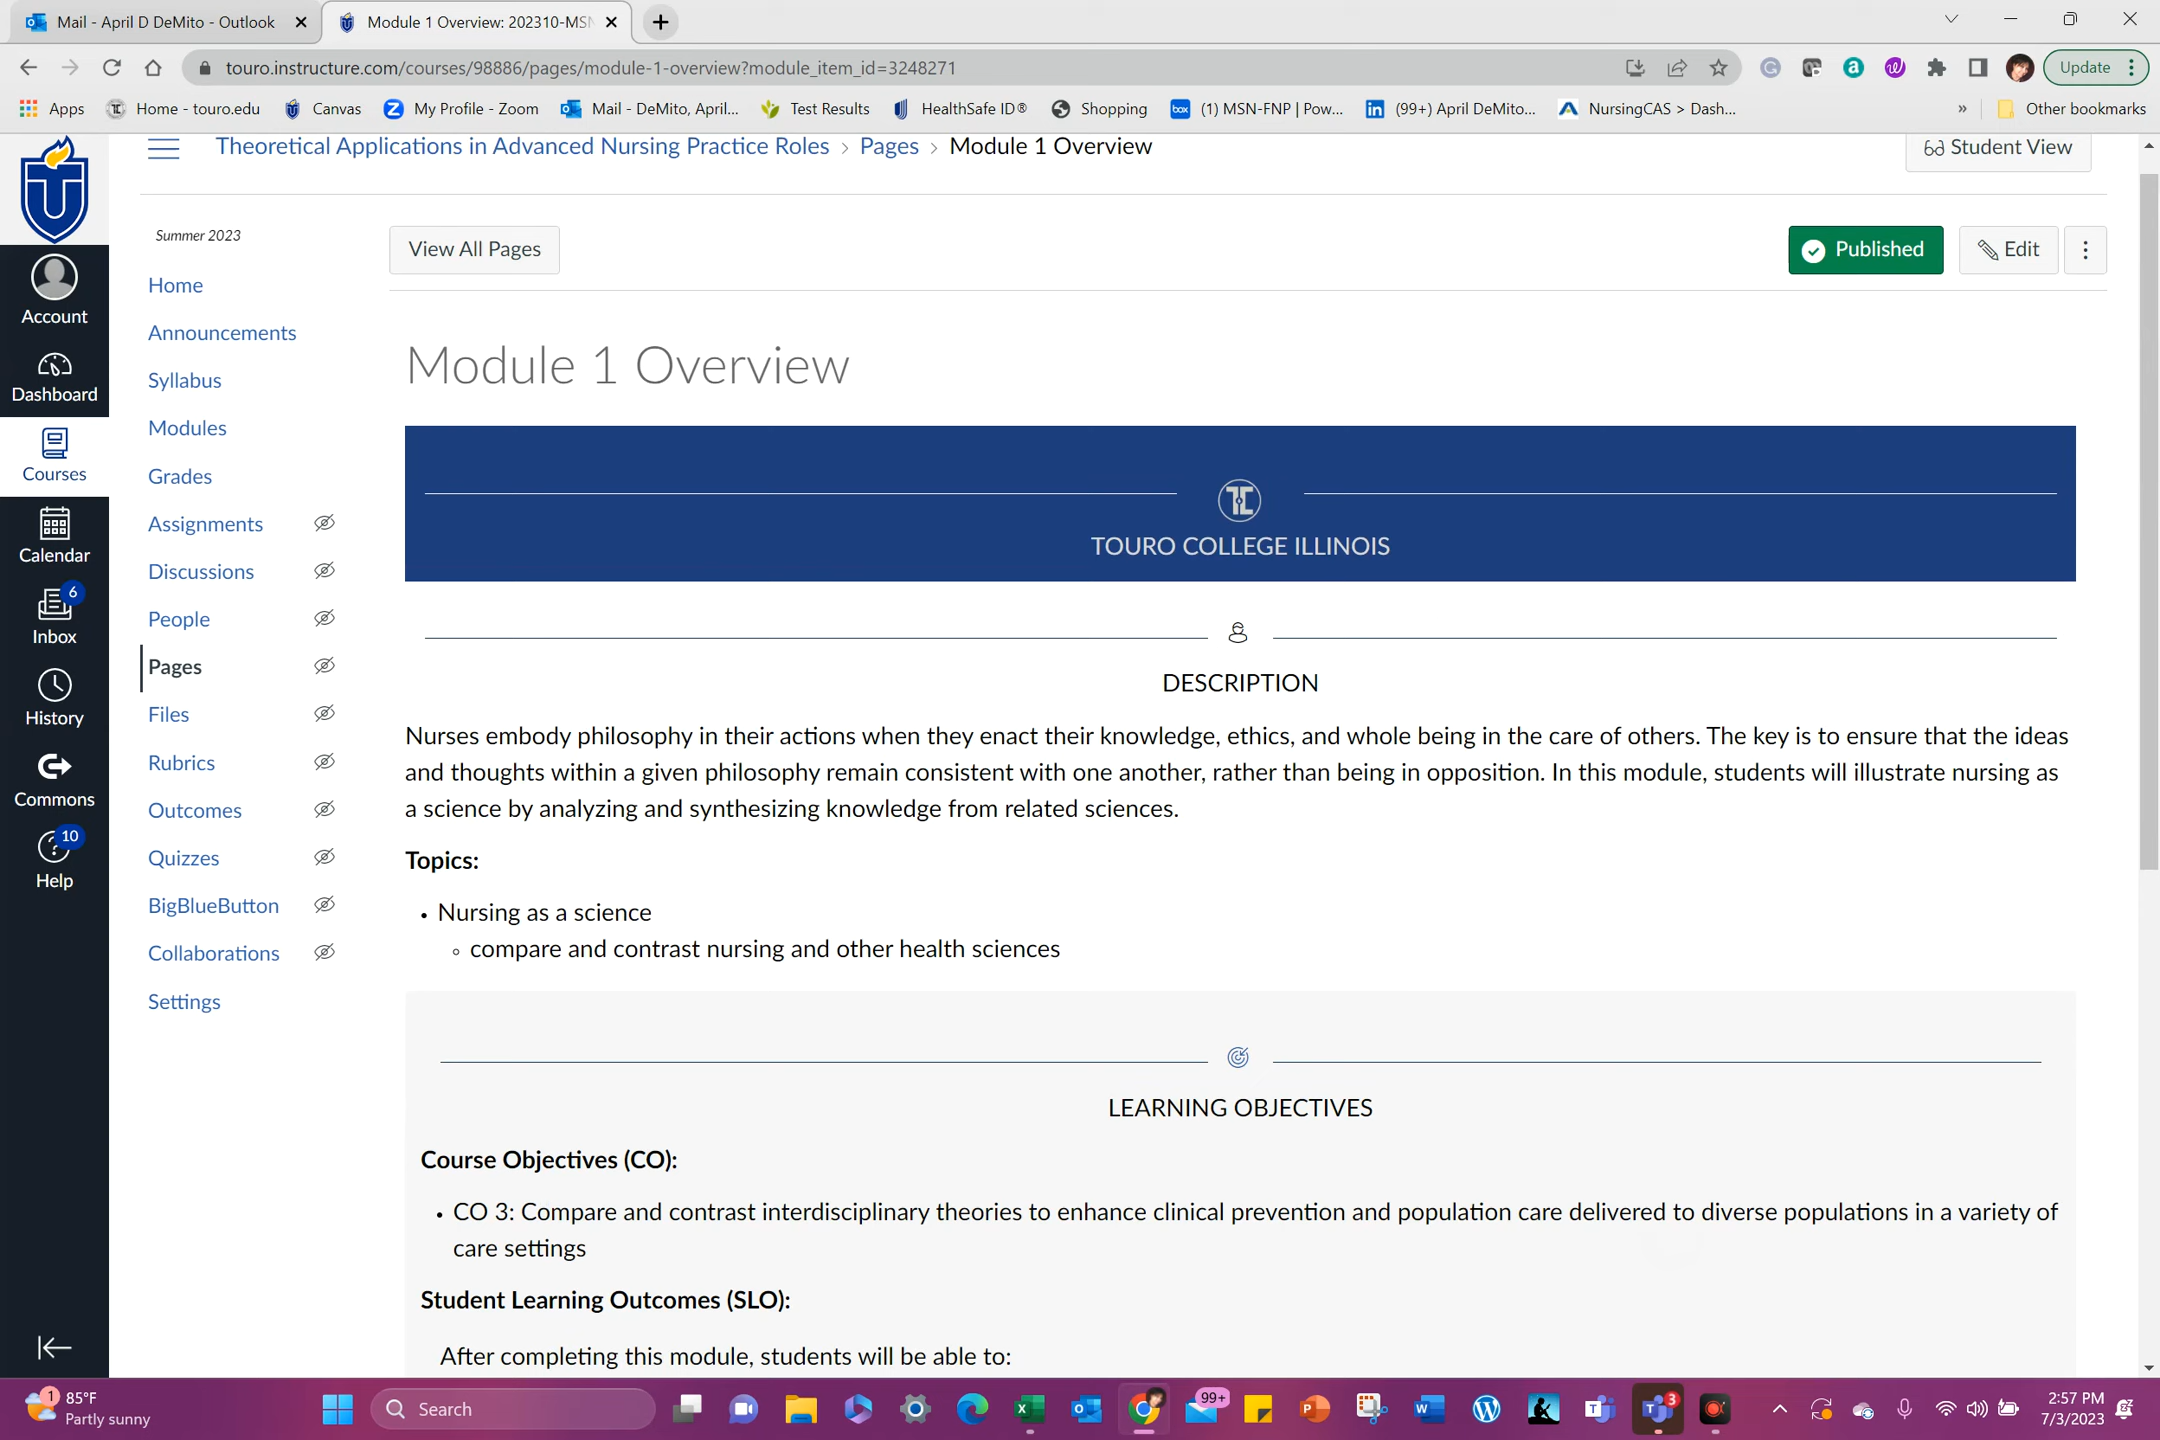 Mail - April D DeMito - Outlook
Module 1 Overview: 202310-MSN
touro.instructure.com/courses/98886/pages/module-1-overview?module_item_id=3248271
Update
Apps
Home - touro.edu
Canvas
My Profile - Zoom
Mail - DeMito, April...
Test Results
HealthSafe ID®
Shopping
(1) MSN-FNP | Pow...
(99+) April DeMito...
NursingCAS > Dash...
»
Other bookmarks
Theoretical Applications in Advanced Nursing Practice Roles > Pages > Module 1 Overview
Student View
Summer 2023
View All Pages
Published
Edit
Account
Dashboard
Courses
Calendar
6
Inbox
History
Commons
10
Help
Home
Announcements
Syllabus
Modules
Grades
Assignments
Discussions
People
Pages
Files
Rubrics
Outcomes
Quizzes
BigBlueButton
Collaborations
Settings
Module 1 Overview
TOURO COLLEGE ILLINOIS
DESCRIPTION
Nurses embody philosophy in their actions when they enact their knowledge, ethics, and whole being in the care of others. The key is to ensure that the ideas
and thoughts within a given philosophy remain consistent with one another, rather than being in opposition. In this module, students will illustrate nursing as
a science by analyzing and synthesizing knowledge from related sciences.
Topics:
• Nursing as a science
◦ compare and contrast nursing and other health sciences
LEARNING OBJECTIVES
Course Objectives (CO):
• CO 3: Compare and contrast interdisciplinary theories to enhance clinical prevention and population care delivered to diverse populations in a variety of
care settings
Student Learning Outcomes (SLO):
After completing this module, students will be able to:
1
85°F
Partly sunny
Search
99+
3
2:57 PM
7/3/2023